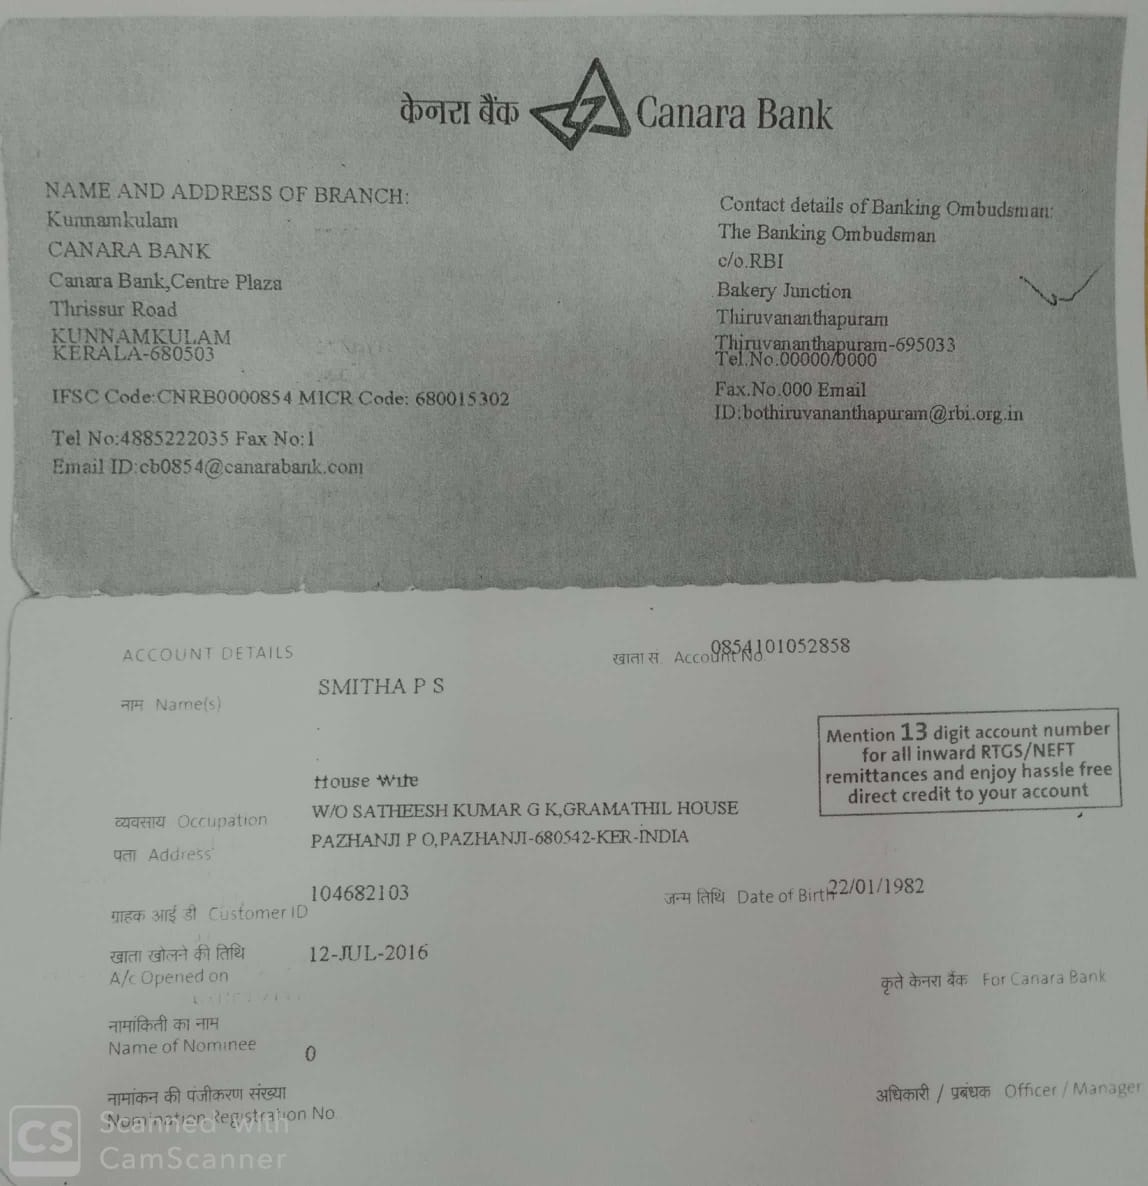 केनरा बैंक Canara Bank
NAME AND ADDRESS OF BRANCH:
Kunnamkulam
CANARA BANK
Canara Bank,Centre Plaza
Thrissur Road
KUNNAMKULAM
KERALA-680503
IFSC Code:CNRB0000854 MICR Code: 680015302
Tel No:4885222035 Fax No:1
Email ID:cb0854@canarabank.com
Contact details of Banking Ombudsman:
The Banking Ombudsman
c/o.RBI
Bakery Junction
Thiruvananthapuram
Thiruvananthapuram-695033
Tel.No.00000/0000
Fax.No.000 Email
ID:bothiruvananthapuram@rbi.org.in
ACCOUNT DETAILS
खाता सं. Account No. 0854101052858
नाम Name(s) SMITHA P S
Mention 13 digit account number
for all inward RTGS/NEFT
remittances and enjoy hassle free
direct credit to your account
व्यवसाय Occupation House Wife
पता Address W/O SATHEESH KUMAR G K,GRAMATHIL HOUSE
PAZHANJI P O,PAZHANJI-680542-KER-INDIA
ग्राहक आई डी Customer ID 104682103
जन्म तिथि Date of Birth 22/01/1982
खाता खोलने की तिथि
A/c Opened on 12-JUL-2016
कृते केनरा बैंक For Canara Bank
नामांकिती का नाम
Name of Nominee 0
नामांकन की पंजीकरण संख्या
Nomination Registration No.
अधिकारी / प्रबंधक Officer / Manager
CS Scanned with
CamScanner